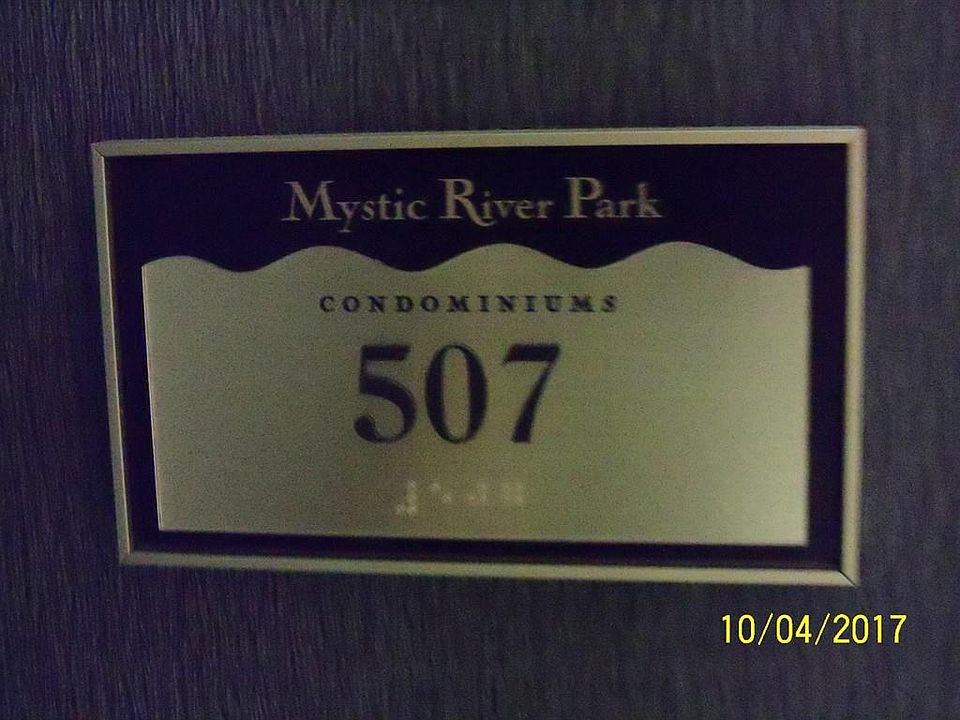 Mystic River Park
CONDOMINIUMS
507
10/04/2017